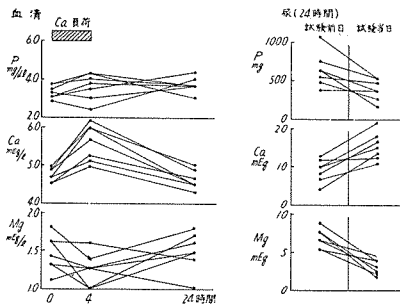 血清
Ca 負荷
6.0
P
mg/dl
4.0
2.0
6.0
Ca
mEq/ℓ
5.0
4.0
2.0
Mg
mEq/ℓ
1.5
1.0
0 4 24時間
尿(24時間)
試験前日 試験当日
1000
P
mg
500
0
20
Ca
mEq
10
0
10
Mg
mEq
5
0